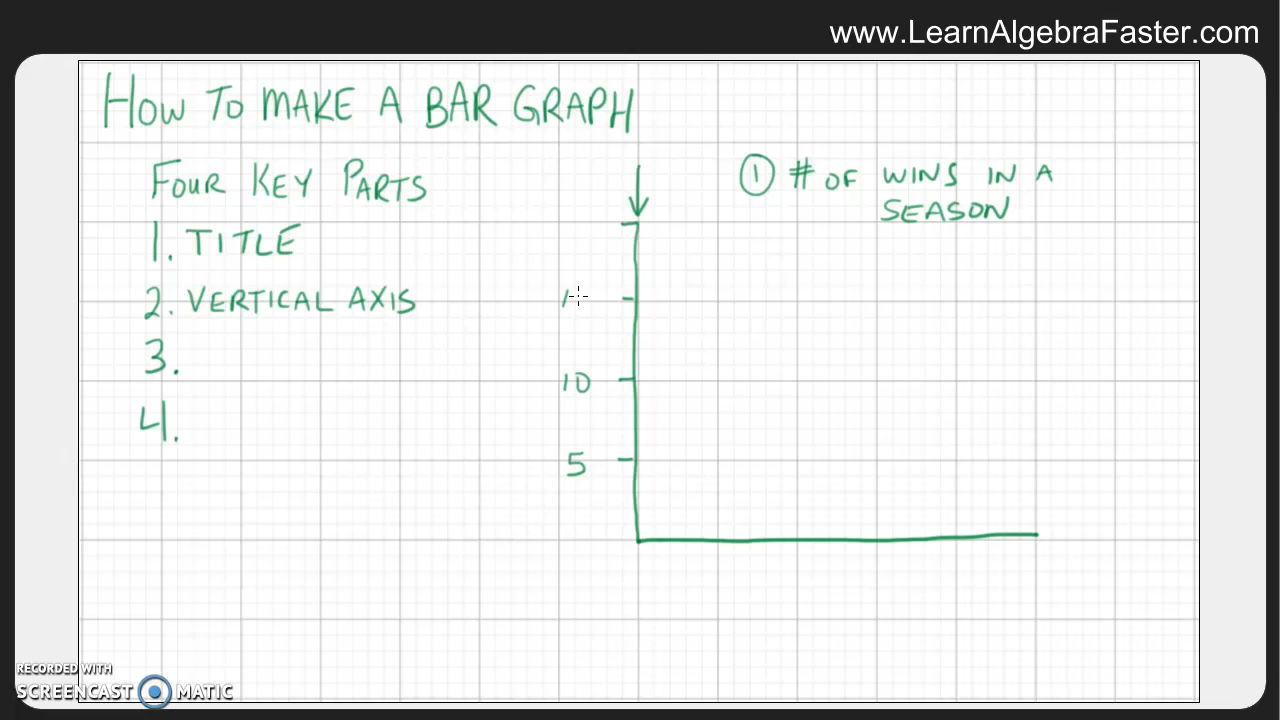 www.LearnAlgebraFaster.com
HOW TO MAKE A BAR GRAPH
FOUR KEY PARTS
1. TITLE
2. VERTICAL AXIS
3.
4.
① # OF WINS IN A
SEASON
1
10
5
RECORDED WITH
SCREENCAST MATIC